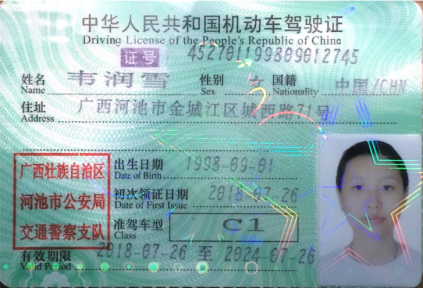 中华人民共和国机动车驾驶证
Driving License of the People's Republic of China
证号 452701199809012745
姓名 Name 韦润雪 性别 Sex 女 国籍 Nationality 中国/CHN
住址 Address 广西河池市金城江区城西路71号
出生日期 Date of Birth 1998-09-01
广西壮族自治区
河池市公安局
交通警察支队
初次领证日期 Date of First Issue 2018-07-26
准驾车型 Class C1
有效期限 Valid Period 2018-07-26 至 2024-07-26